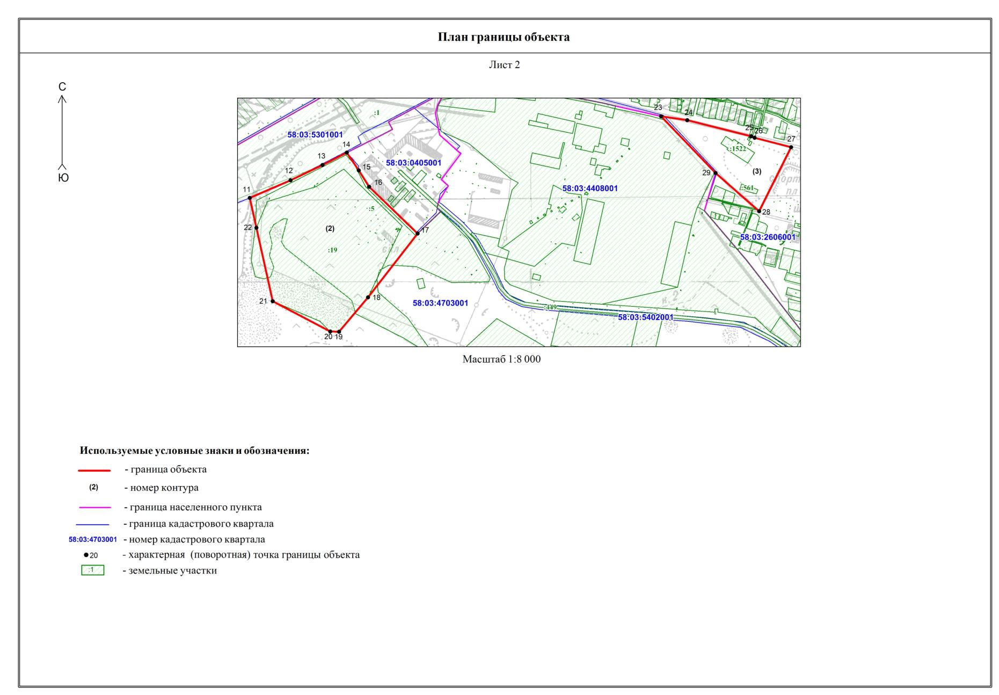 План границы объекта
Лист 2
С
Ю
:1
23
24
58:03:5301001
25
26
27
14
:1522
13
58:03:0405001
15
12
29
(3)
спорт
пл
16
11
58:03:4408001
:561
:5
28
22
(2)
17
58:03:2606001
:19
скл
21
18
58:03:4703001
:449
58:03:5402001
20
19
Масштаб 1:8 000
Используемые условные знаки и обозначения:
- граница объекта
(2) - номер контура
- граница населенного пункта
- граница кадастрового квартала
58:03:4703001 - номер кадастрового квартала
20 - характерная (поворотная) точка границы объекта
:1 - земельные участки